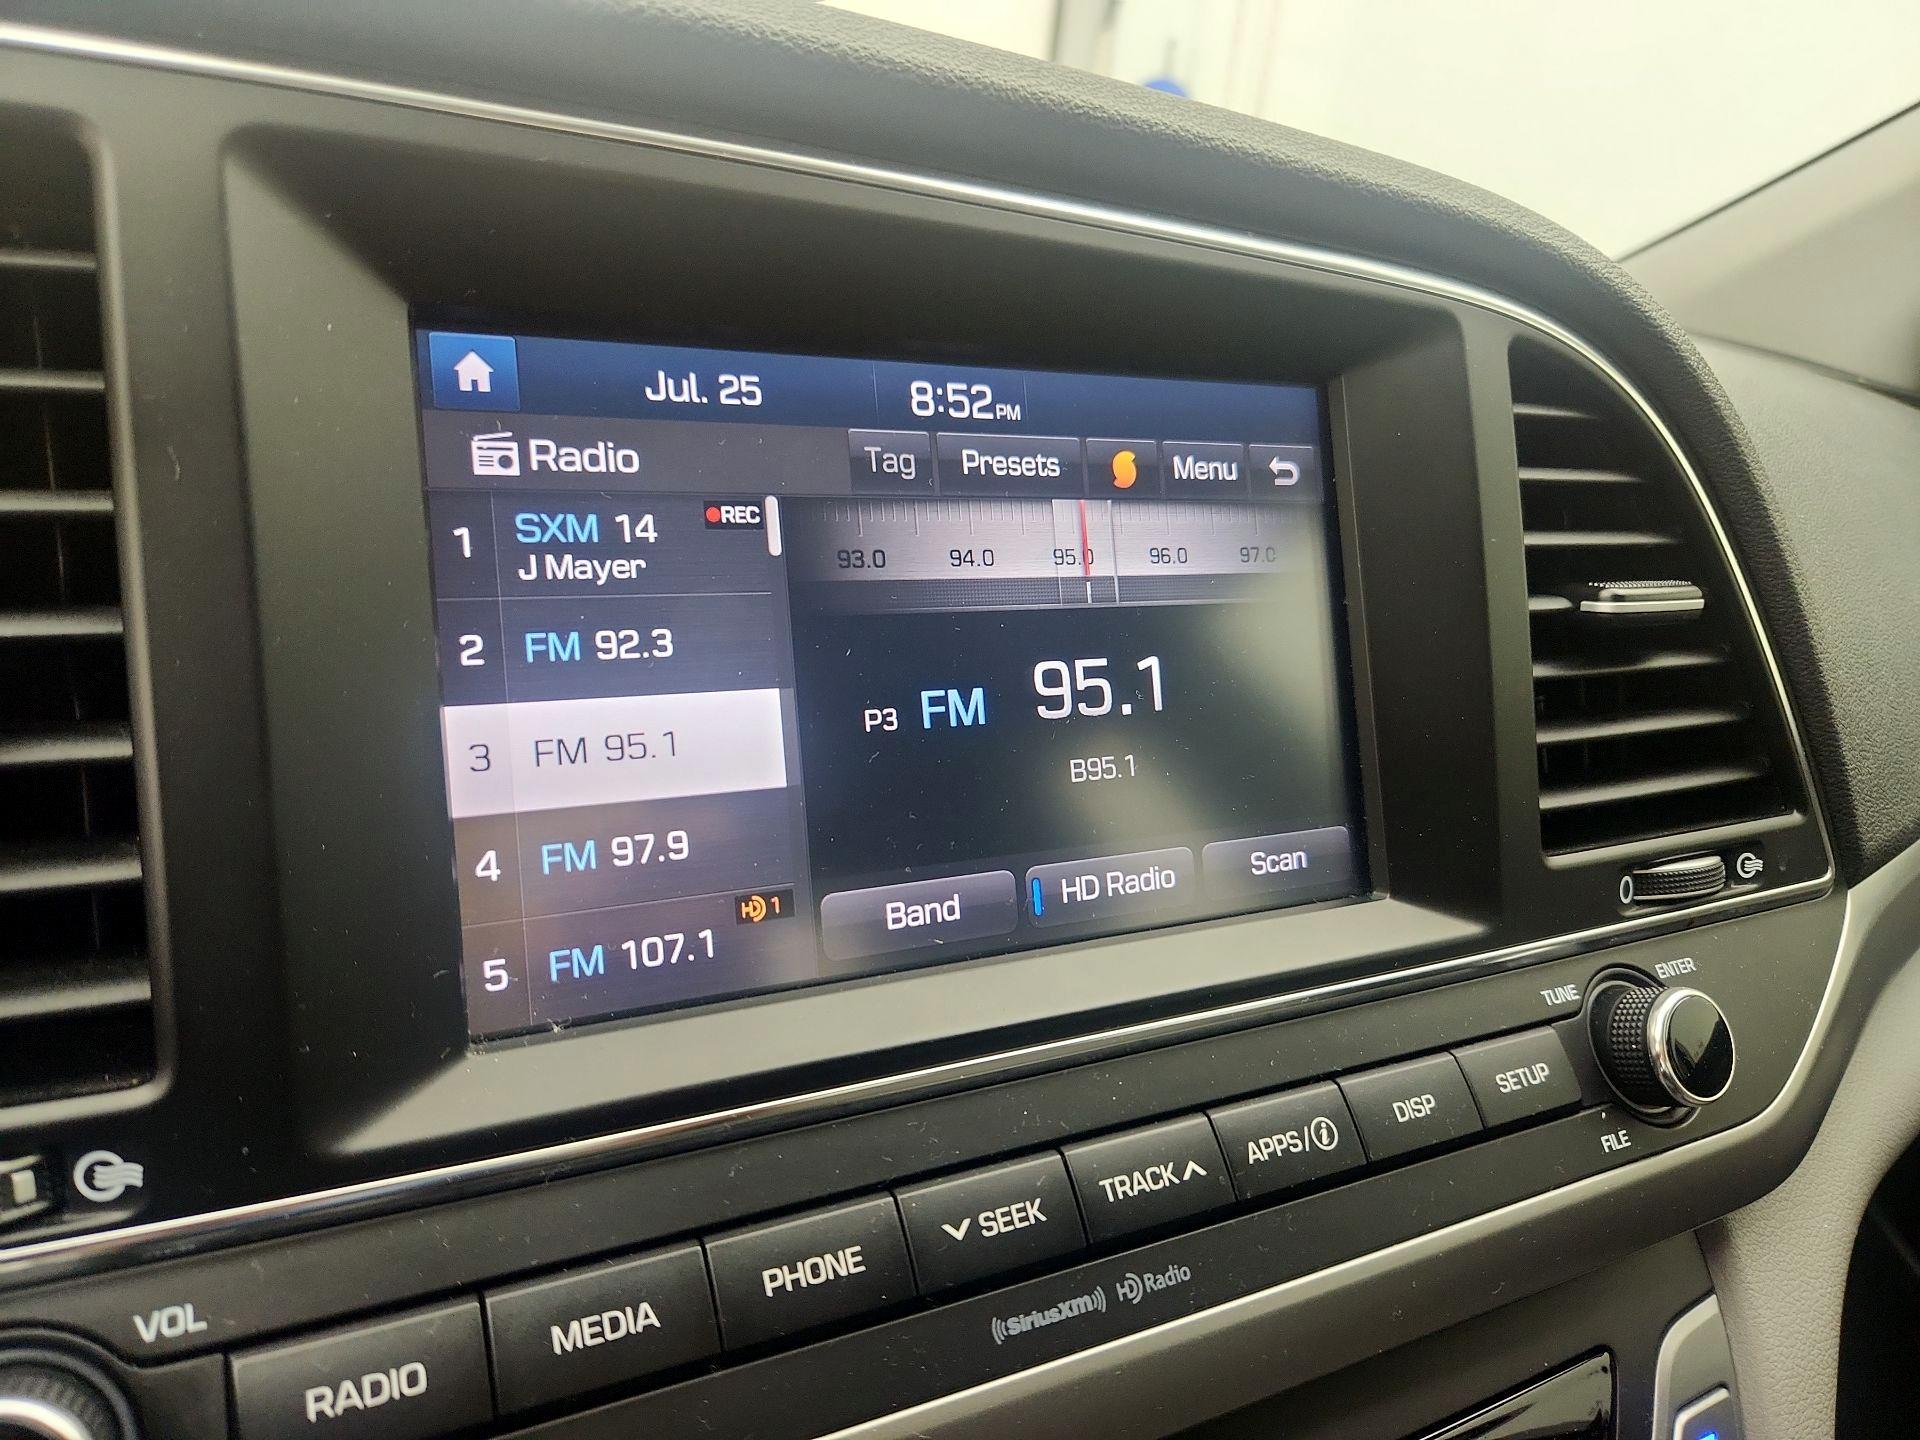 Jul. 25 8:52 PM
Radio Tag Presets Menu
1 SXM 14 REC
J Mayer
2 FM 92.3
3 FM 95.1
4 FM 97.9
5 FM 107.1 HD 1
93.0 94.0 95.0 96.0 97.0
P3 FM 95.1
B95.1
Band HD Radio Scan
TUNE ENTER
FILE
VOL
RADIO MEDIA PHONE SEEK TRACK APPS/i DISP SETUP
SiriusXM HD Radio